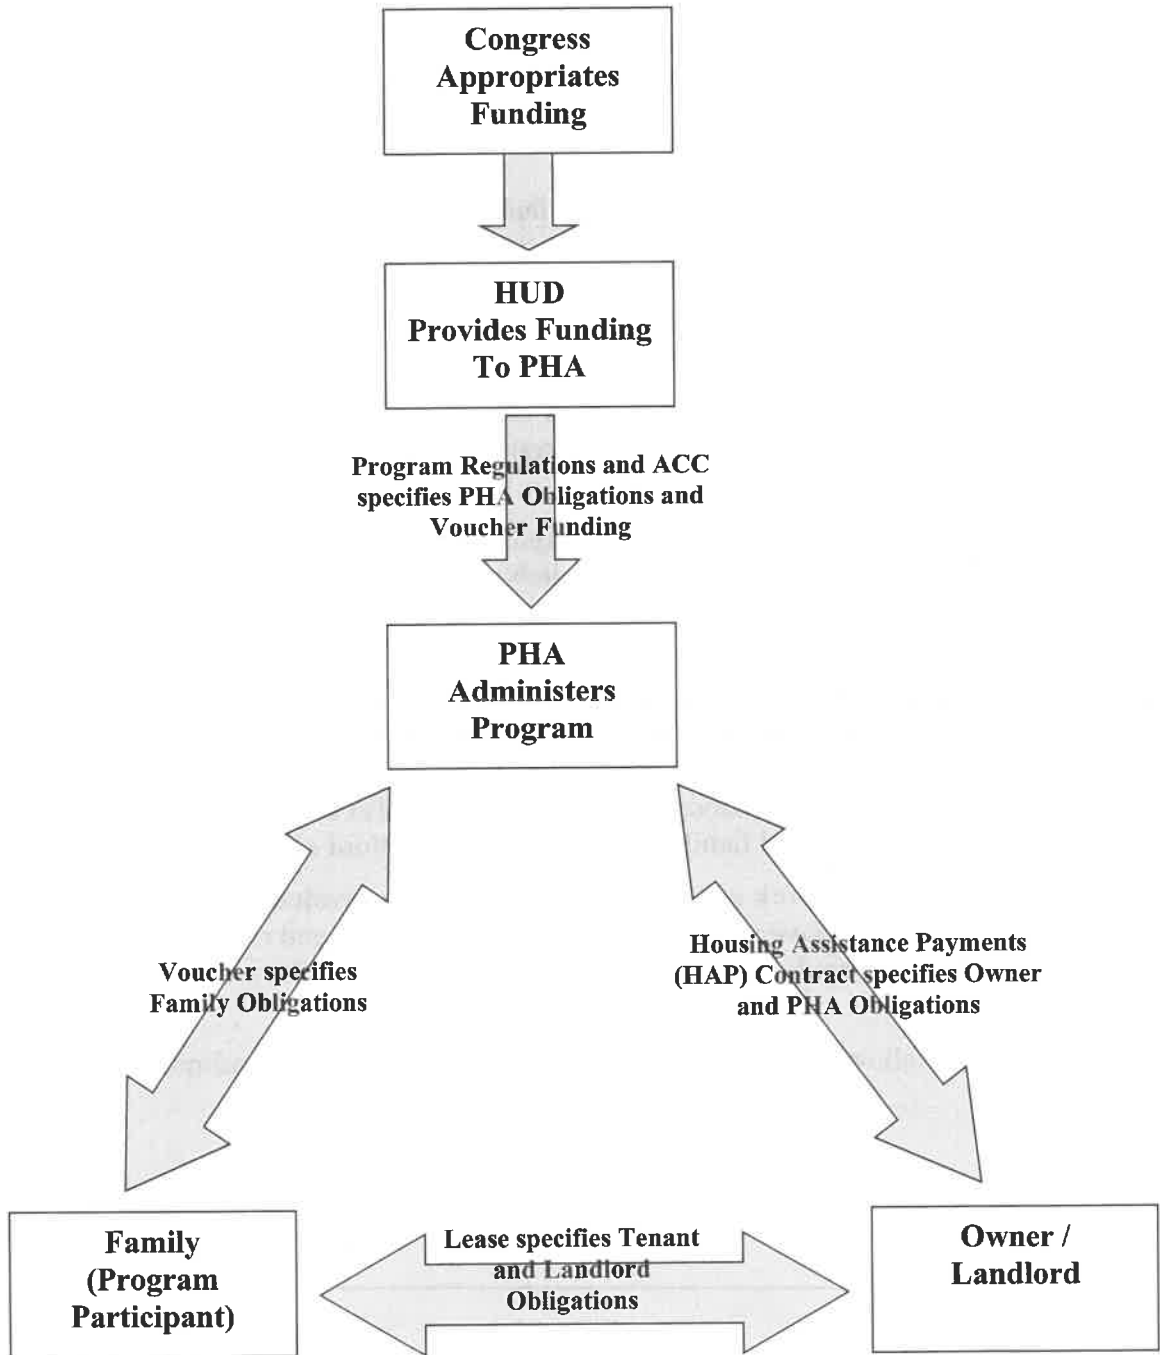 Congress
Appropriates
Funding
HUD
Provides Funding
To PHA
Program Regulations and ACC
specifies PHA Obligations and
Voucher Funding
PHA
Administers
Program
Voucher specifies
Family Obligations
Housing Assistance Payments
(HAP) Contract specifies Owner
and PHA Obligations
Family
(Program
Participant)
Lease specifies Tenant
and Landlord
Obligations
Owner /
Landlord